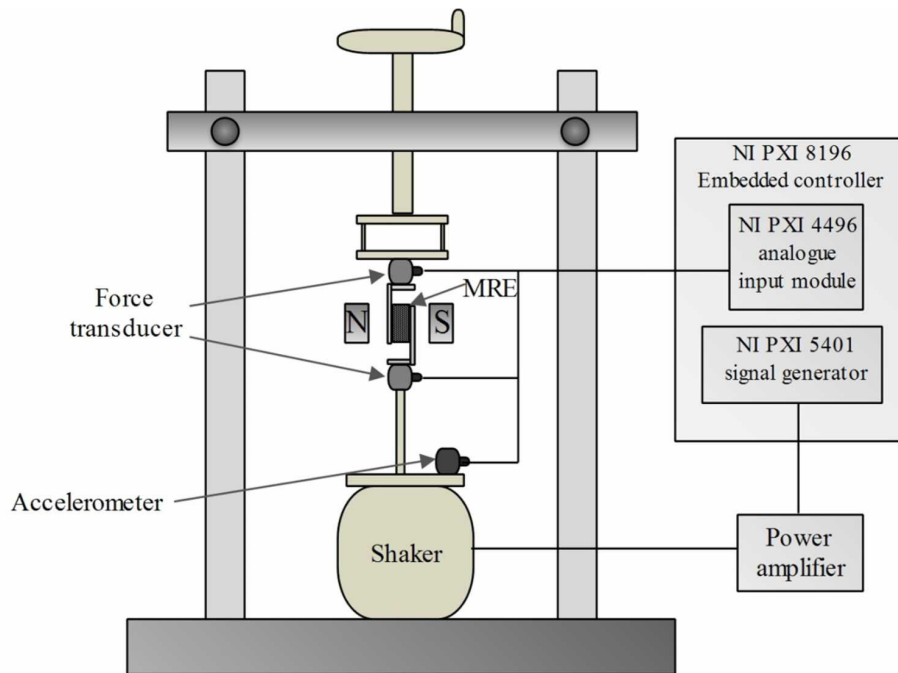 NI PXI 8196
Embedded controller
NI PXI 4496
analogue
input module
MRE
Force
transducer
N
S
NI PXI 5401
signal generator
Accelerometer
Shaker
Power
amplifier